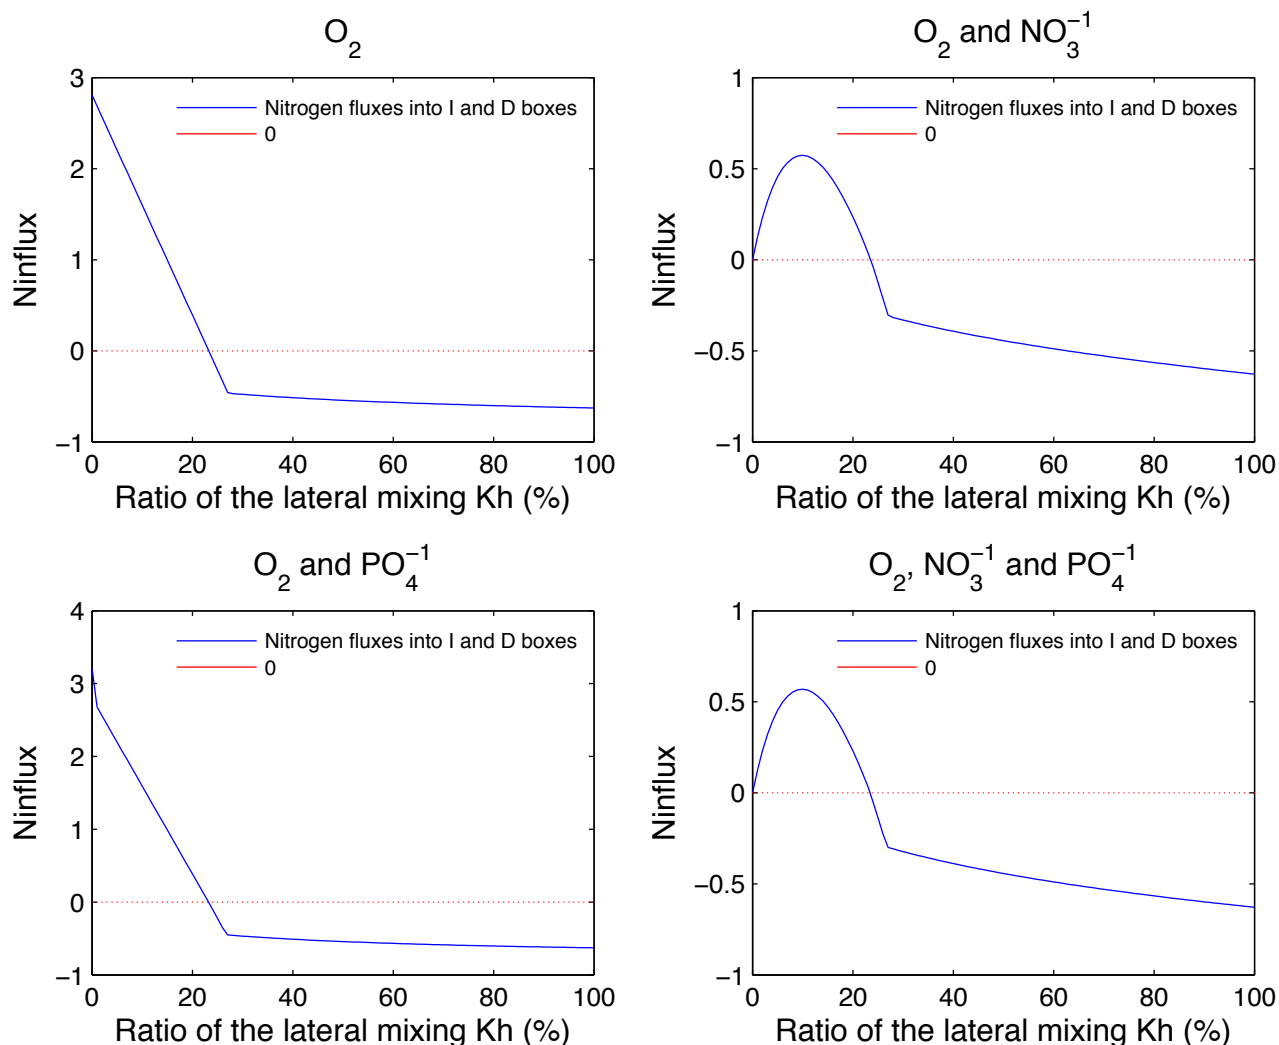 O2
3
2
1
0
−1
Ninflux
Nitrogen fluxes into I and D boxes
0
0 20 40 60 80 100
Ratio of the lateral mixing Kh (%)
O2 and NO3−1
1
0.5
0
−0.5
−1
Ninflux
Nitrogen fluxes into I and D boxes
0
0 20 40 60 80 100
Ratio of the lateral mixing Kh (%)
O2 and PO4−1
4
3
2
1
0
−1
Ninflux
Nitrogen fluxes into I and D boxes
0
0 20 40 60 80 100
Ratio of the lateral mixing Kh (%)
O2, NO3−1 and PO4−1
1
0.5
0
−0.5
−1
Ninflux
Nitrogen fluxes into I and D boxes
0
0 20 40 60 80 100
Ratio of the lateral mixing Kh (%)